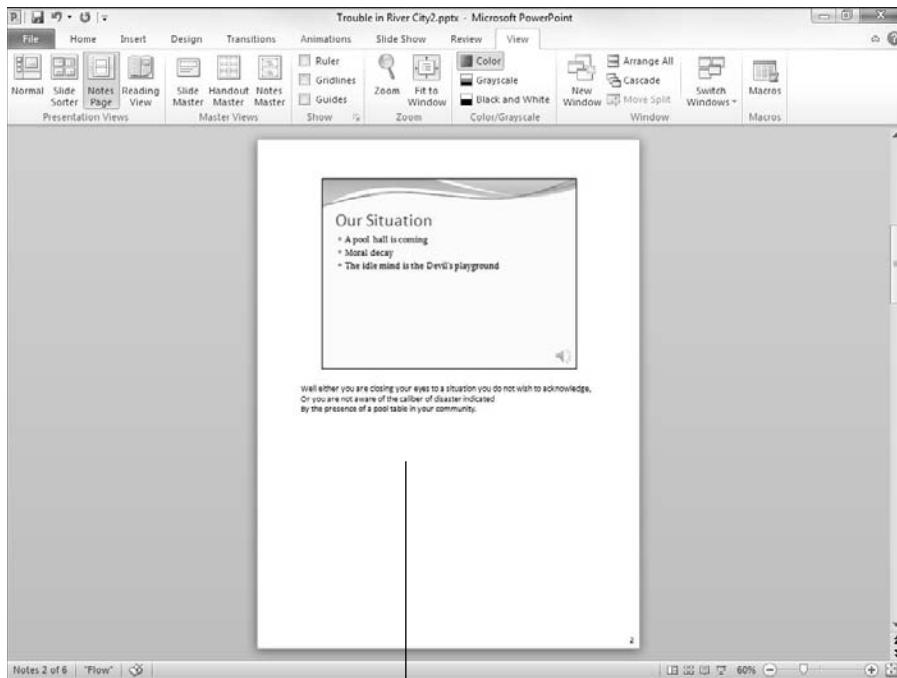 Trouble in River City2.pptx - Microsoft PowerPoint
File Home Insert Design Transitions Animations Slide Show Review View
Normal Slide Sorter Notes Page Reading View
Presentation Views
Slide Master Handout Master Notes Master
Master Views
Ruler
Gridlines
Guides
Show
Zoom Fit to Window
Zoom
Color
Grayscale
Black and White
Color/Grayscale
New Window
Arrange All
Cascade
Move Split
Switch Windows
Window
Macros
Macros
Our Situation
A pool hall is coming
Moral decay
The idle mind is the Devil's playground
Well either you are closing your eyes to a situation you do not wish to acknowledge,
Or you are not aware of the caliber of disaster indicated
By the presence of a pool table in your community.
2
Notes 2 of 6 "Flow" 60%